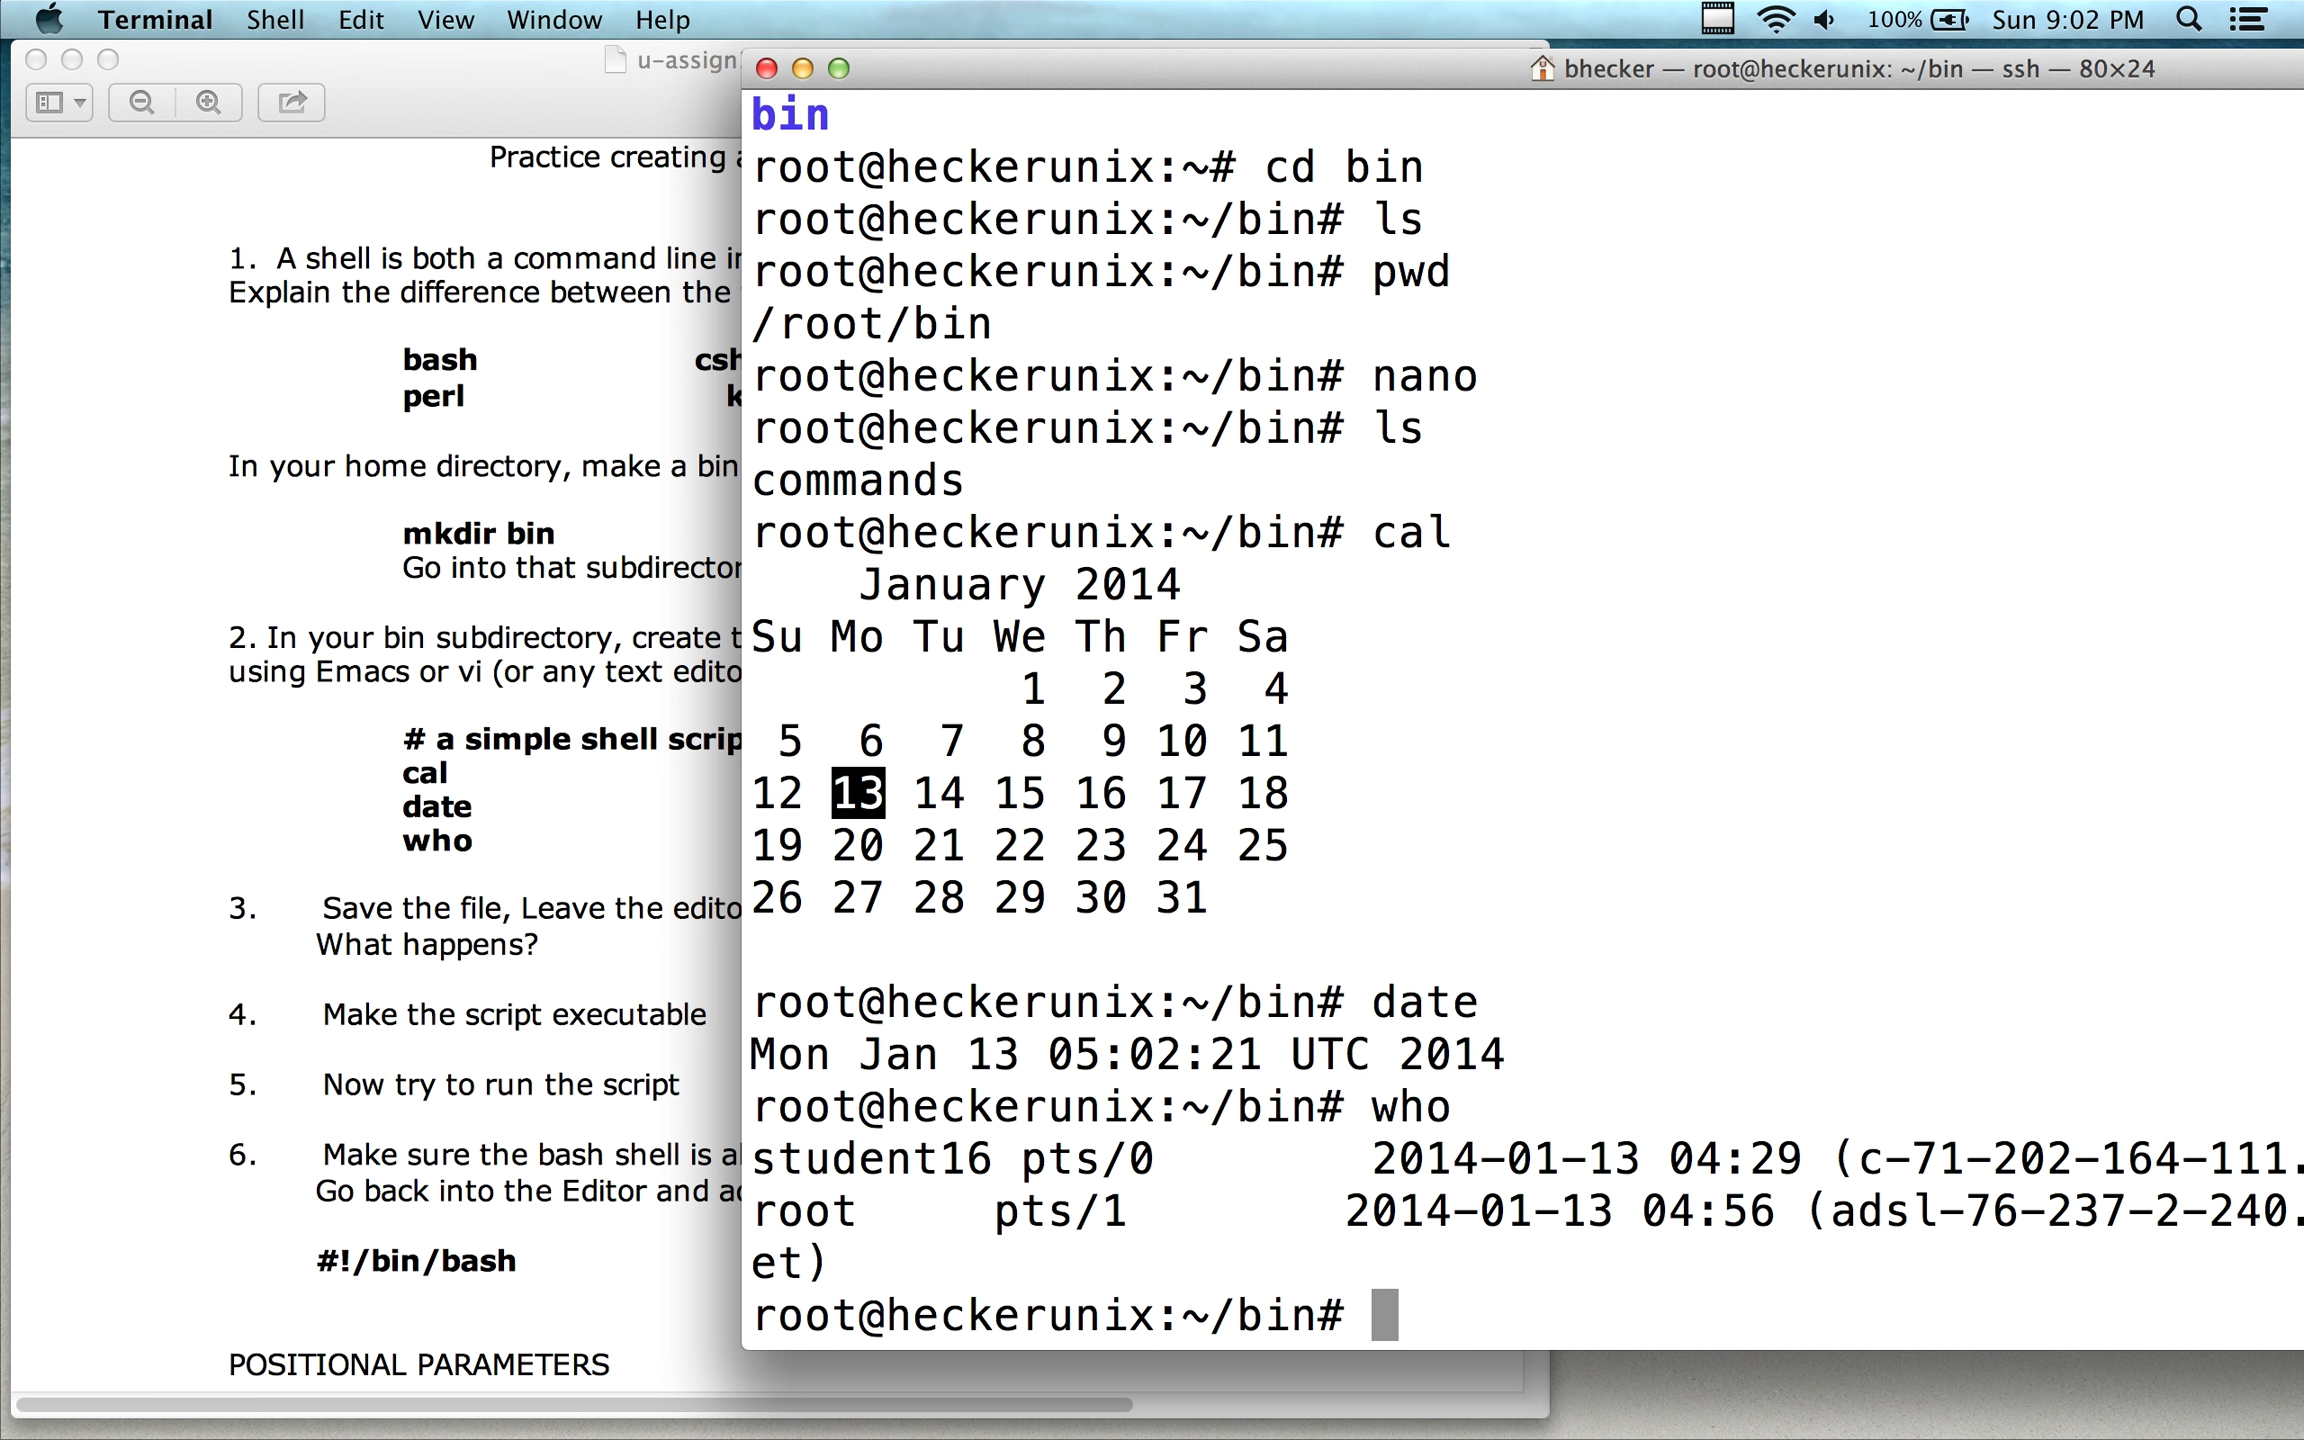 Terminal Shell Edit View Window Help 100% Sun 9:02 PM
u-assign
Practice creating a
1. A shell is both a command line in
Explain the difference between the
bash csh
perl k
In your home directory, make a bin
mkdir bin
Go into that subdirector
2. In your bin subdirectory, create t
using Emacs or vi (or any text edito
# a simple shell scrip
cal
date
who
3. Save the file, Leave the edito
What happens?
4. Make the script executable
5. Now try to run the script
6. Make sure the bash shell is al
Go back into the Editor and ad
#!/bin/bash
POSITIONAL PARAMETERS
bhecker — root@heckerunix: ~/bin — ssh — 80×24
bin
root@heckerunix:~# cd bin
root@heckerunix:~/bin# ls
root@heckerunix:~/bin# pwd
/root/bin
root@heckerunix:~/bin# nano
root@heckerunix:~/bin# ls
commands
root@heckerunix:~/bin# cal
January 2014
Su Mo Tu We Th Fr Sa
1 2 3 4
5 6 7 8 9 10 11
12 13 14 15 16 17 18
19 20 21 22 23 24 25
26 27 28 29 30 31
root@heckerunix:~/bin# date
Mon Jan 13 05:02:21 UTC 2014
root@heckerunix:~/bin# who
student16 pts/0 2014-01-13 04:29 (c-71-202-164-111.
root pts/1 2014-01-13 04:56 (adsl-76-237-2-240.
et)
root@heckerunix:~/bin#